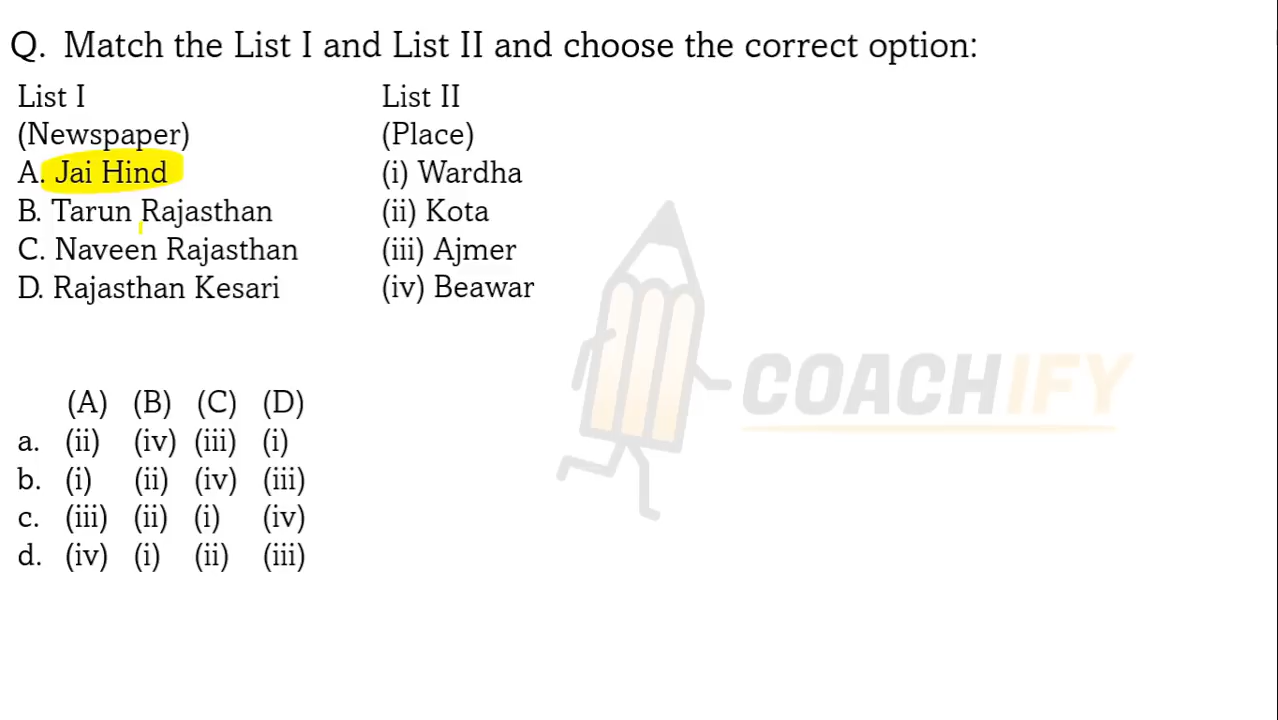 Q. Match the List I and List II and choose the correct option:
List I List II
(Newspaper) (Place)
A. Jai Hind (i) Wardha
B. Tarun Rajasthan (ii) Kota
C. Naveen Rajasthan (iii) Ajmer
D. Rajasthan Kesari (iv) Beawar
(A) (B) (C) (D)
a. (ii) (iv) (iii) (i)
b. (i) (ii) (iv) (iii)
c. (iii) (ii) (i) (iv)
d. (iv) (i) (ii) (iii)
COACHIFY